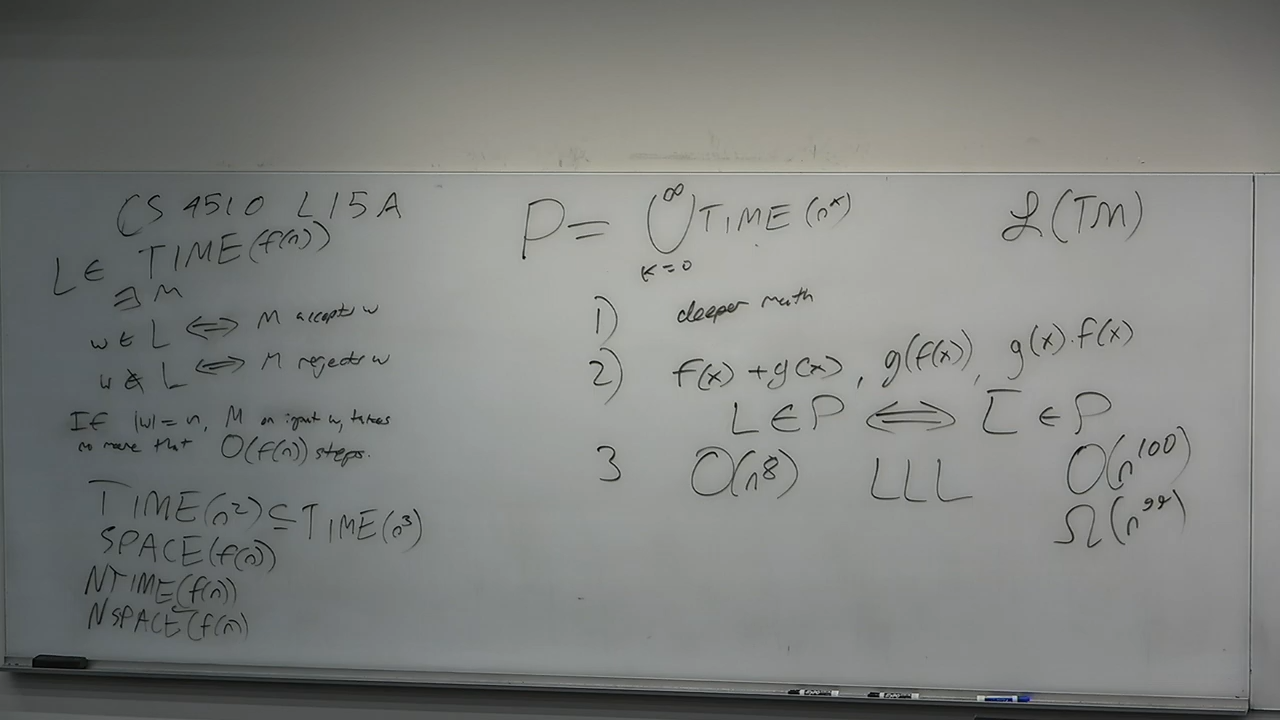 CS 4510 L15A
L ∈ TIME(f(n))
∃ M
w ∈ L ⟺ M accepts w
w ∉ L ⟺ M rejects w
If |w| = n, M on input w, takes
no more that O(f(n)) steps.
TIME(n²) ⊆ TIME(n³)
SPACE(f(n))
NTIME(f(n))
NSPACE(f(n)
P = ∞⋃k=0 TIME(nᵏ)
1) deeper math
2) f(x) + g(x), g(f(x)), g(x)·f(x)
L ∈ P ⟺ L̅ ∈ P
3 O(n⁸) LLL O(n¹⁰⁰)
Ω(n⁹⁹)
ℒ(TM)